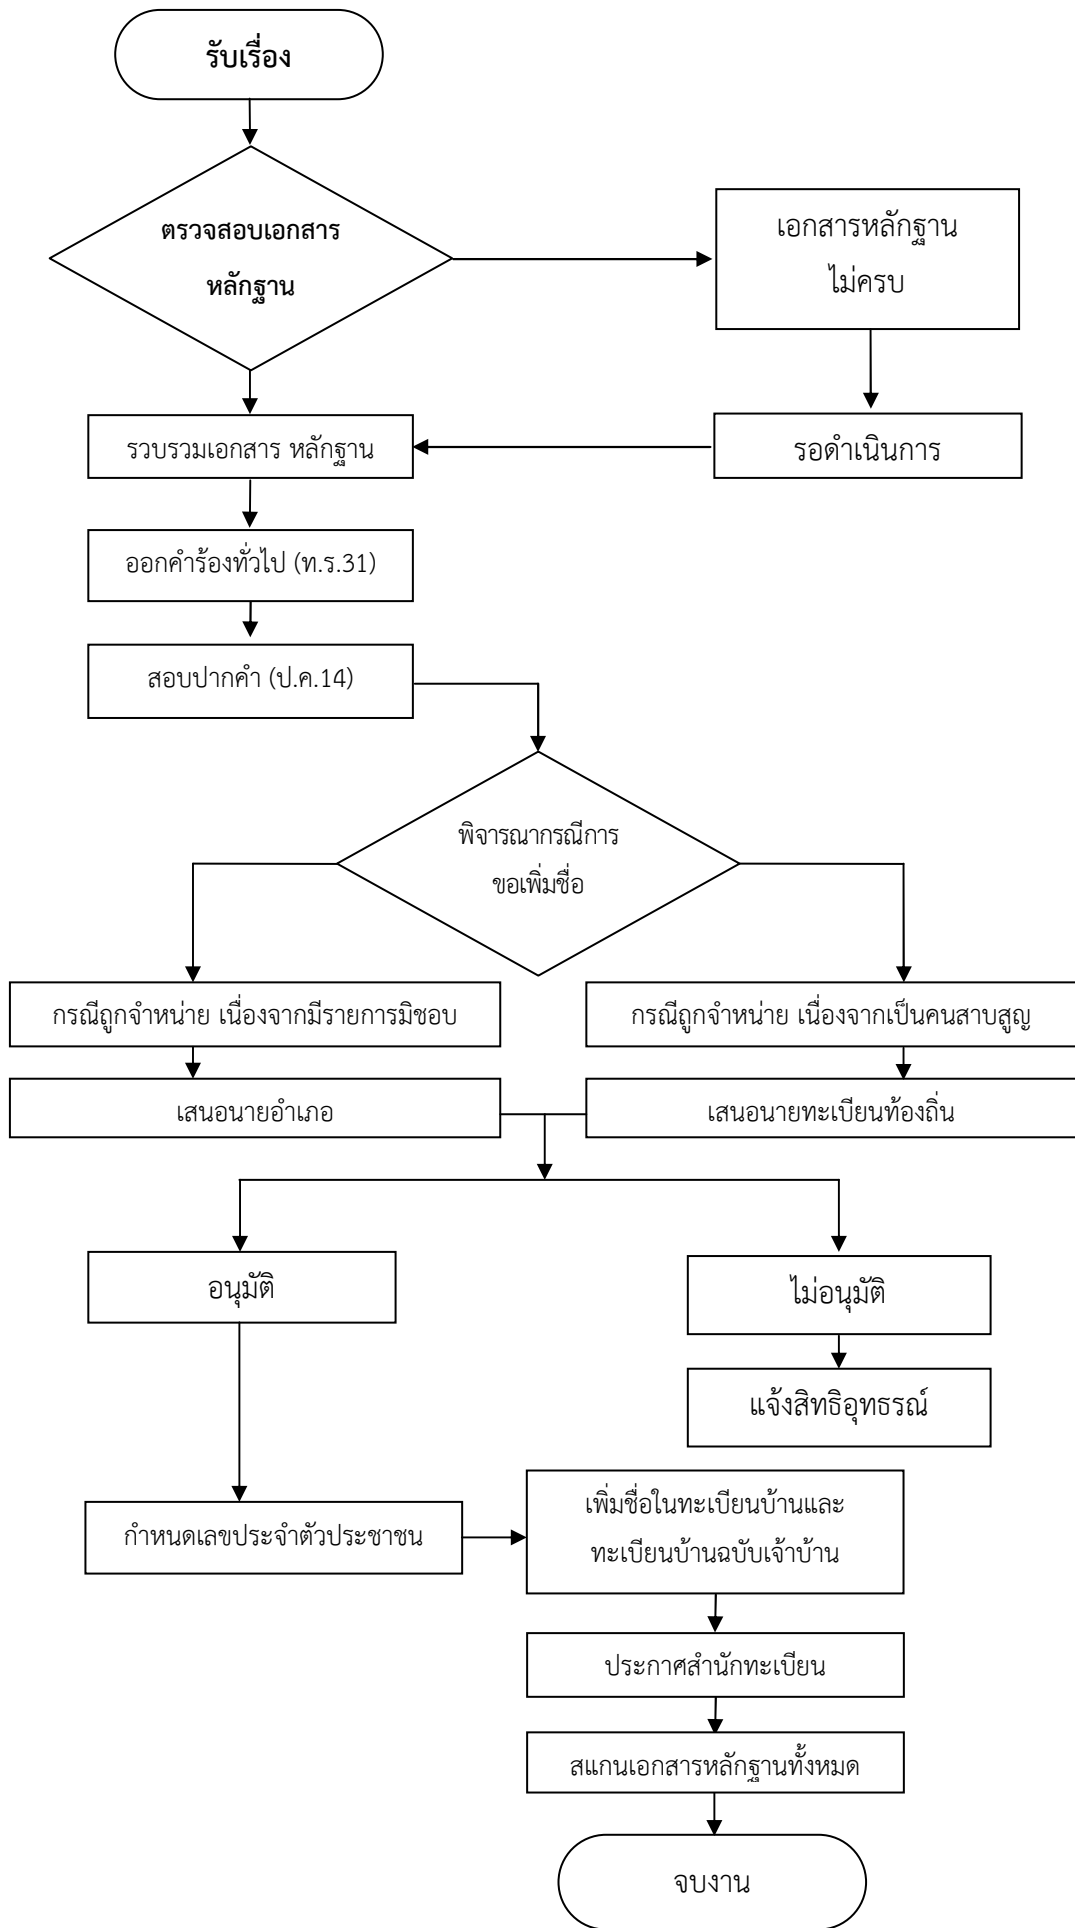 รับเรื่อง
ตรวจสอบเอกสาร
หลักฐาน
เอกสารหลักฐาน
ไม่ครบ
รวบรวมเอกสาร หลักฐาน
รอดำเนินการ
ออกคำร้องทั่วไป (ท.ร.31)
สอบปากคำ (ป.ค.14)
พิจารณากรณีการ
ขอเพิ่มชื่อ
กรณีถูกจำหน่าย เนื่องจากมีรายการมิชอบ
กรณีถูกจำหน่าย เนื่องจากเป็นคนสาบสูญ
เสนอนายอำเภอ
เสนอนายทะเบียนท้องถิ่น
อนุมัติ
ไม่อนุมัติ
แจ้งสิทธิอุทธรณ์
กำหนดเลขประจำตัวประชาชน
เพิ่มชื่อในทะเบียนบ้านและ
ทะเบียนบ้านฉบับเจ้าบ้าน
ประกาศสำนักทะเบียน
สแกนเอกสารหลักฐานทั้งหมด
จบงาน